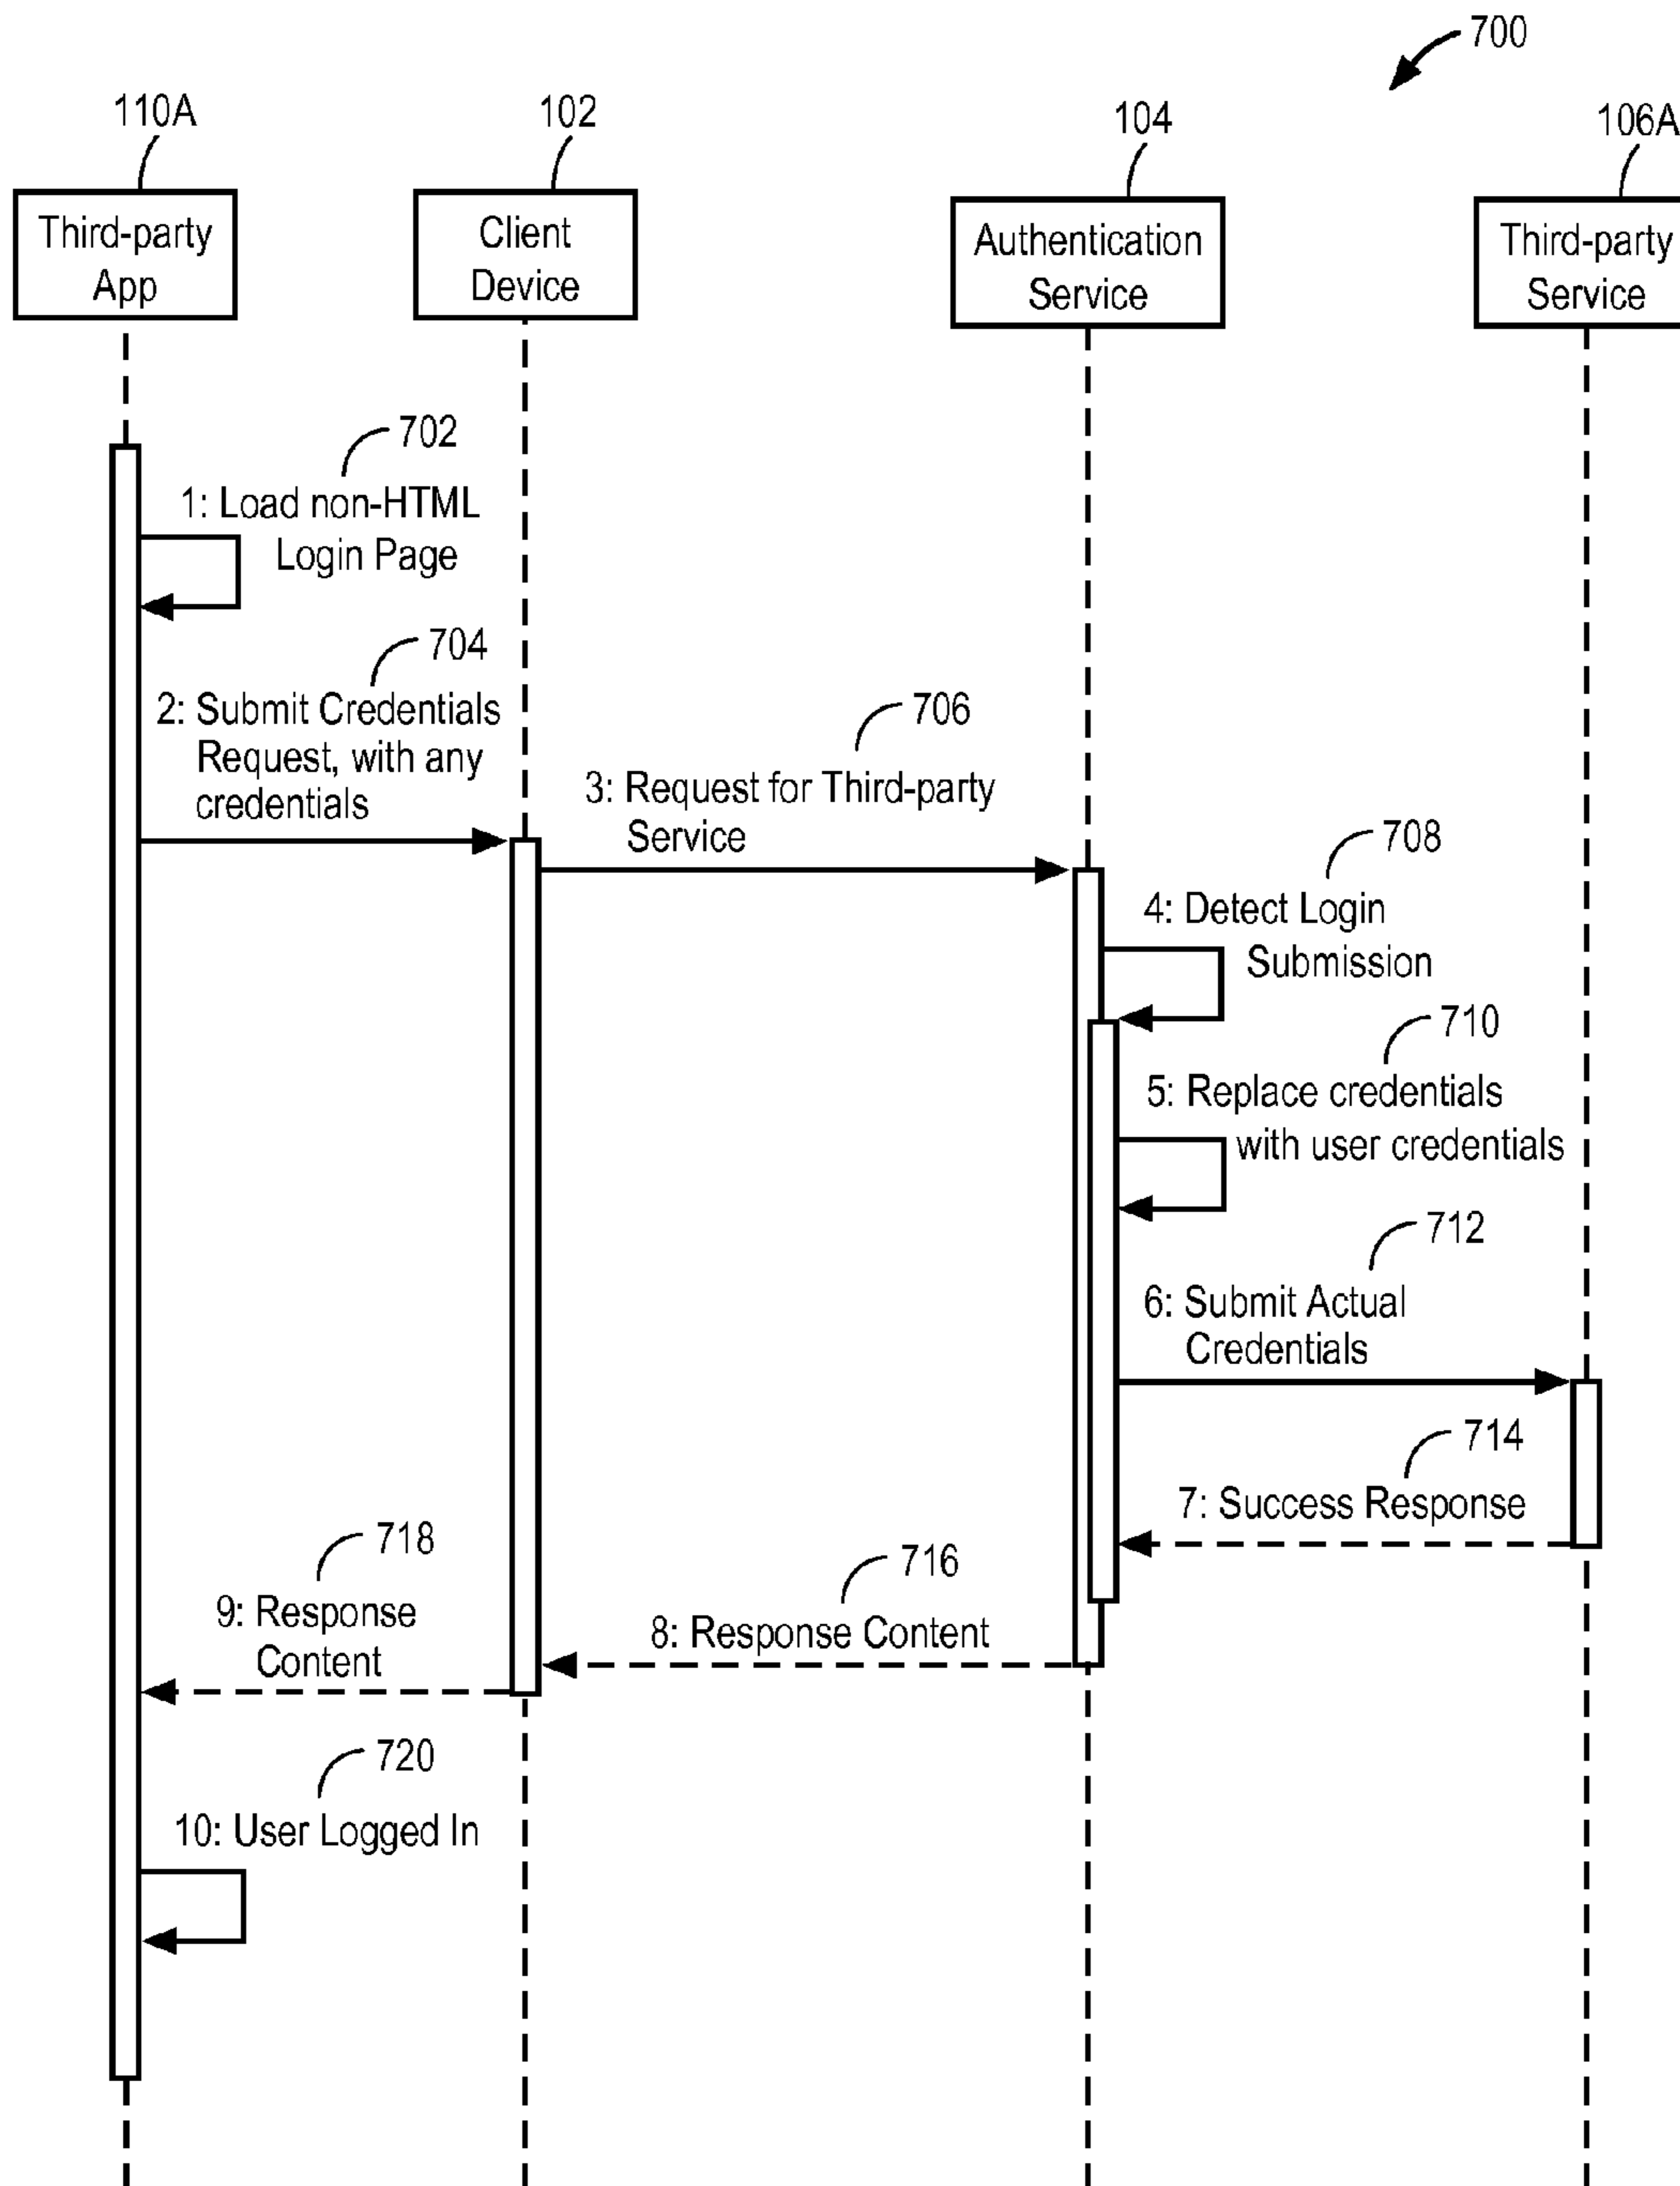 700
110A
102
104
106A
Third-party
App
Client
Device
Authentication
Service
Third-party
Service
702
1: Load non-HTML
Login Page
704
2: Submit Credentials
Request, with any
credentials
706
3: Request for Third-party
Service
708
4: Detect Login
Submission
710
5: Replace credentials
with user credentials
712
6: Submit Actual
Credentials
714
7: Success Response
716
8: Response Content
718
9: Response
Content
720
10: User Logged In